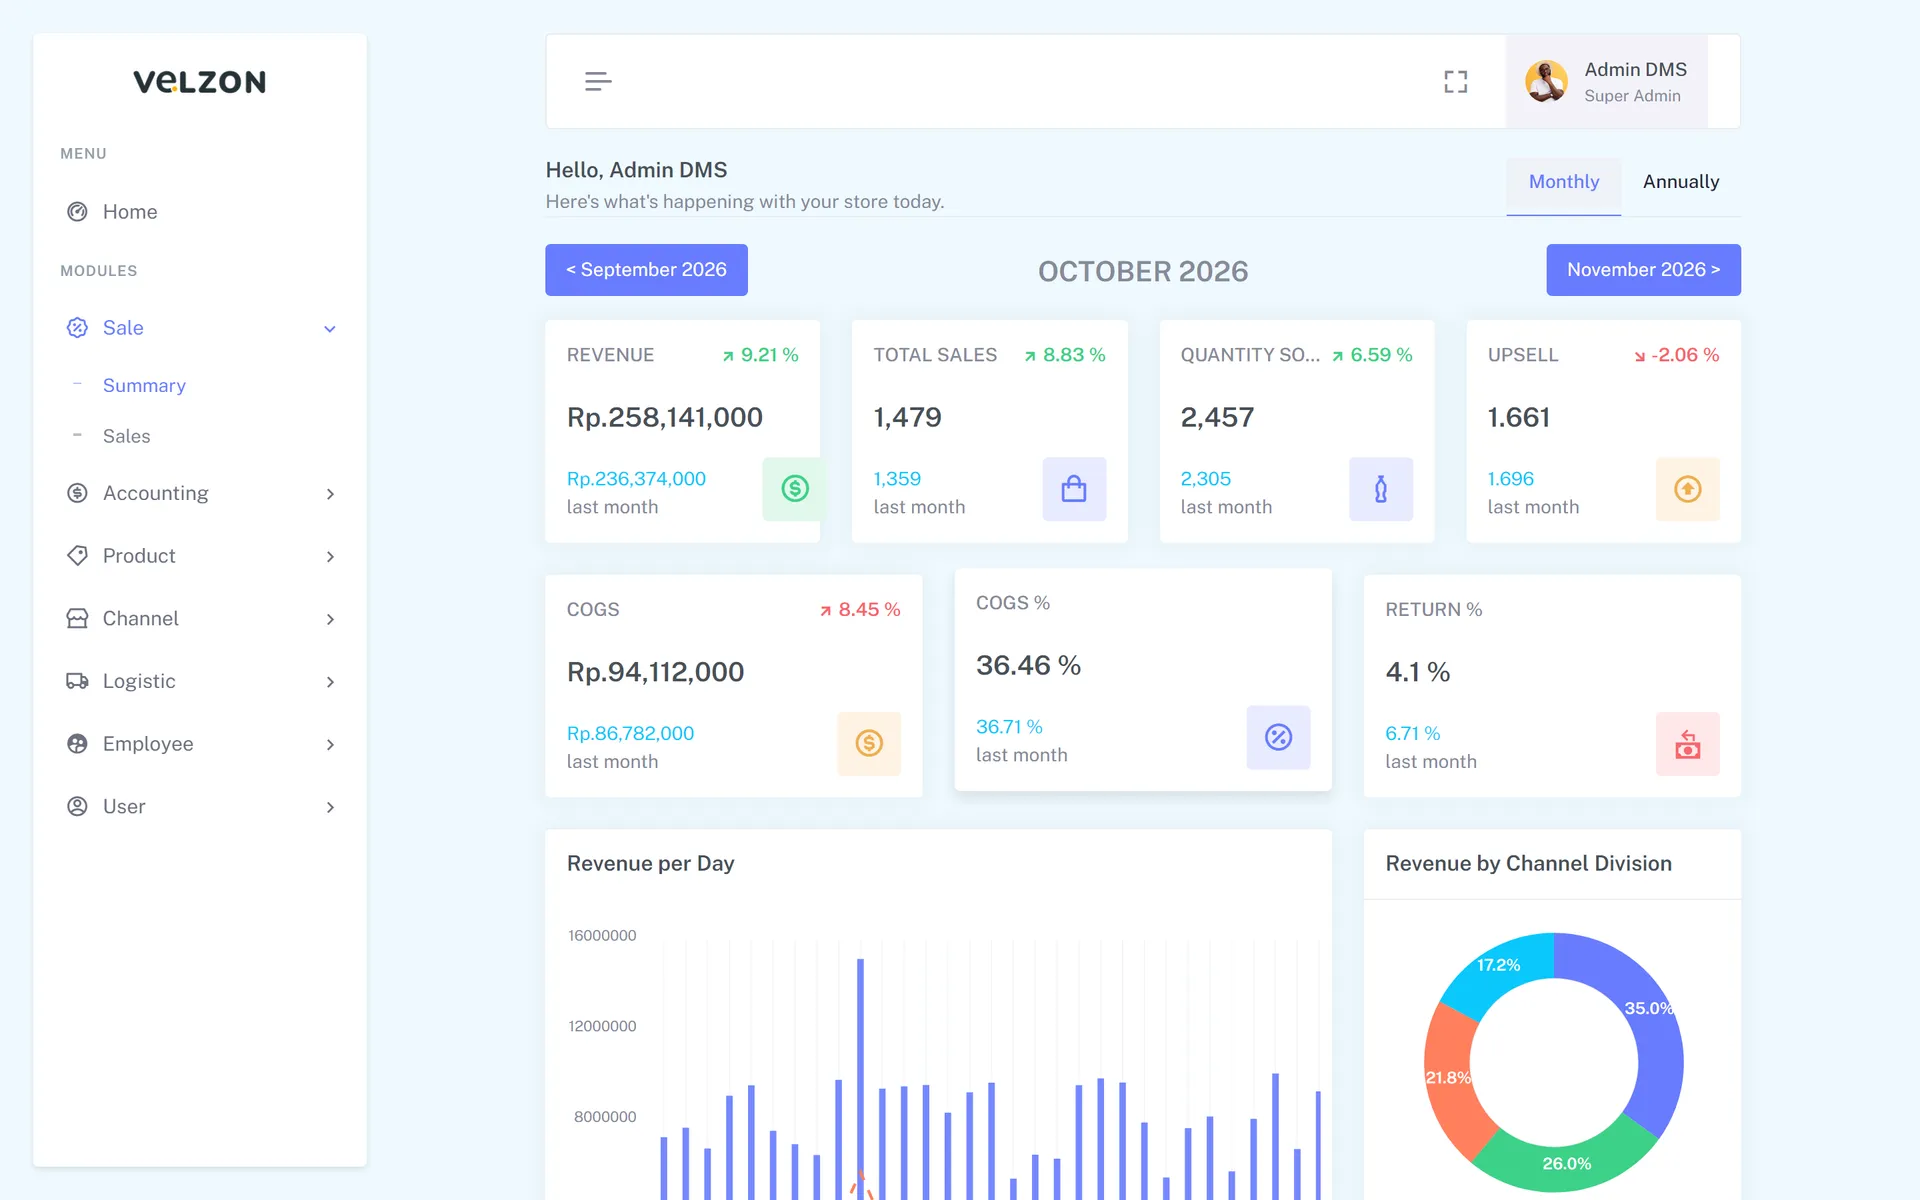 VELZON
MENU
Home
MODULES
Sale
Summary
Sales
Accounting
Product
Channel
Logistic
Employee
User
Admin DMS
Super Admin
Hello, Admin DMS
Here's what's happening with your store today.
Monthly
Annually
< September 2026
OCTOBER 2026
November 2026 >
REVENUE
9.21 %
Rp.258,141,000
Rp.236,374,000
last month
TOTAL SALES
8.83 %
1,479
1,359
last month
QUANTITY SO...
6.59 %
2,457
2,305
last month
UPSELL
-2.06 %
1.661
1.696
last month
COGS
8.45 %
Rp.94,112,000
Rp.86,782,000
last month
COGS %
36.46 %
36.71 %
last month
RETURN %
4.1 %
6.71 %
last month
Revenue per Day
16000000
12000000
8000000
Revenue by Channel Division
17.2%
35.0%
21.8%
26.0%